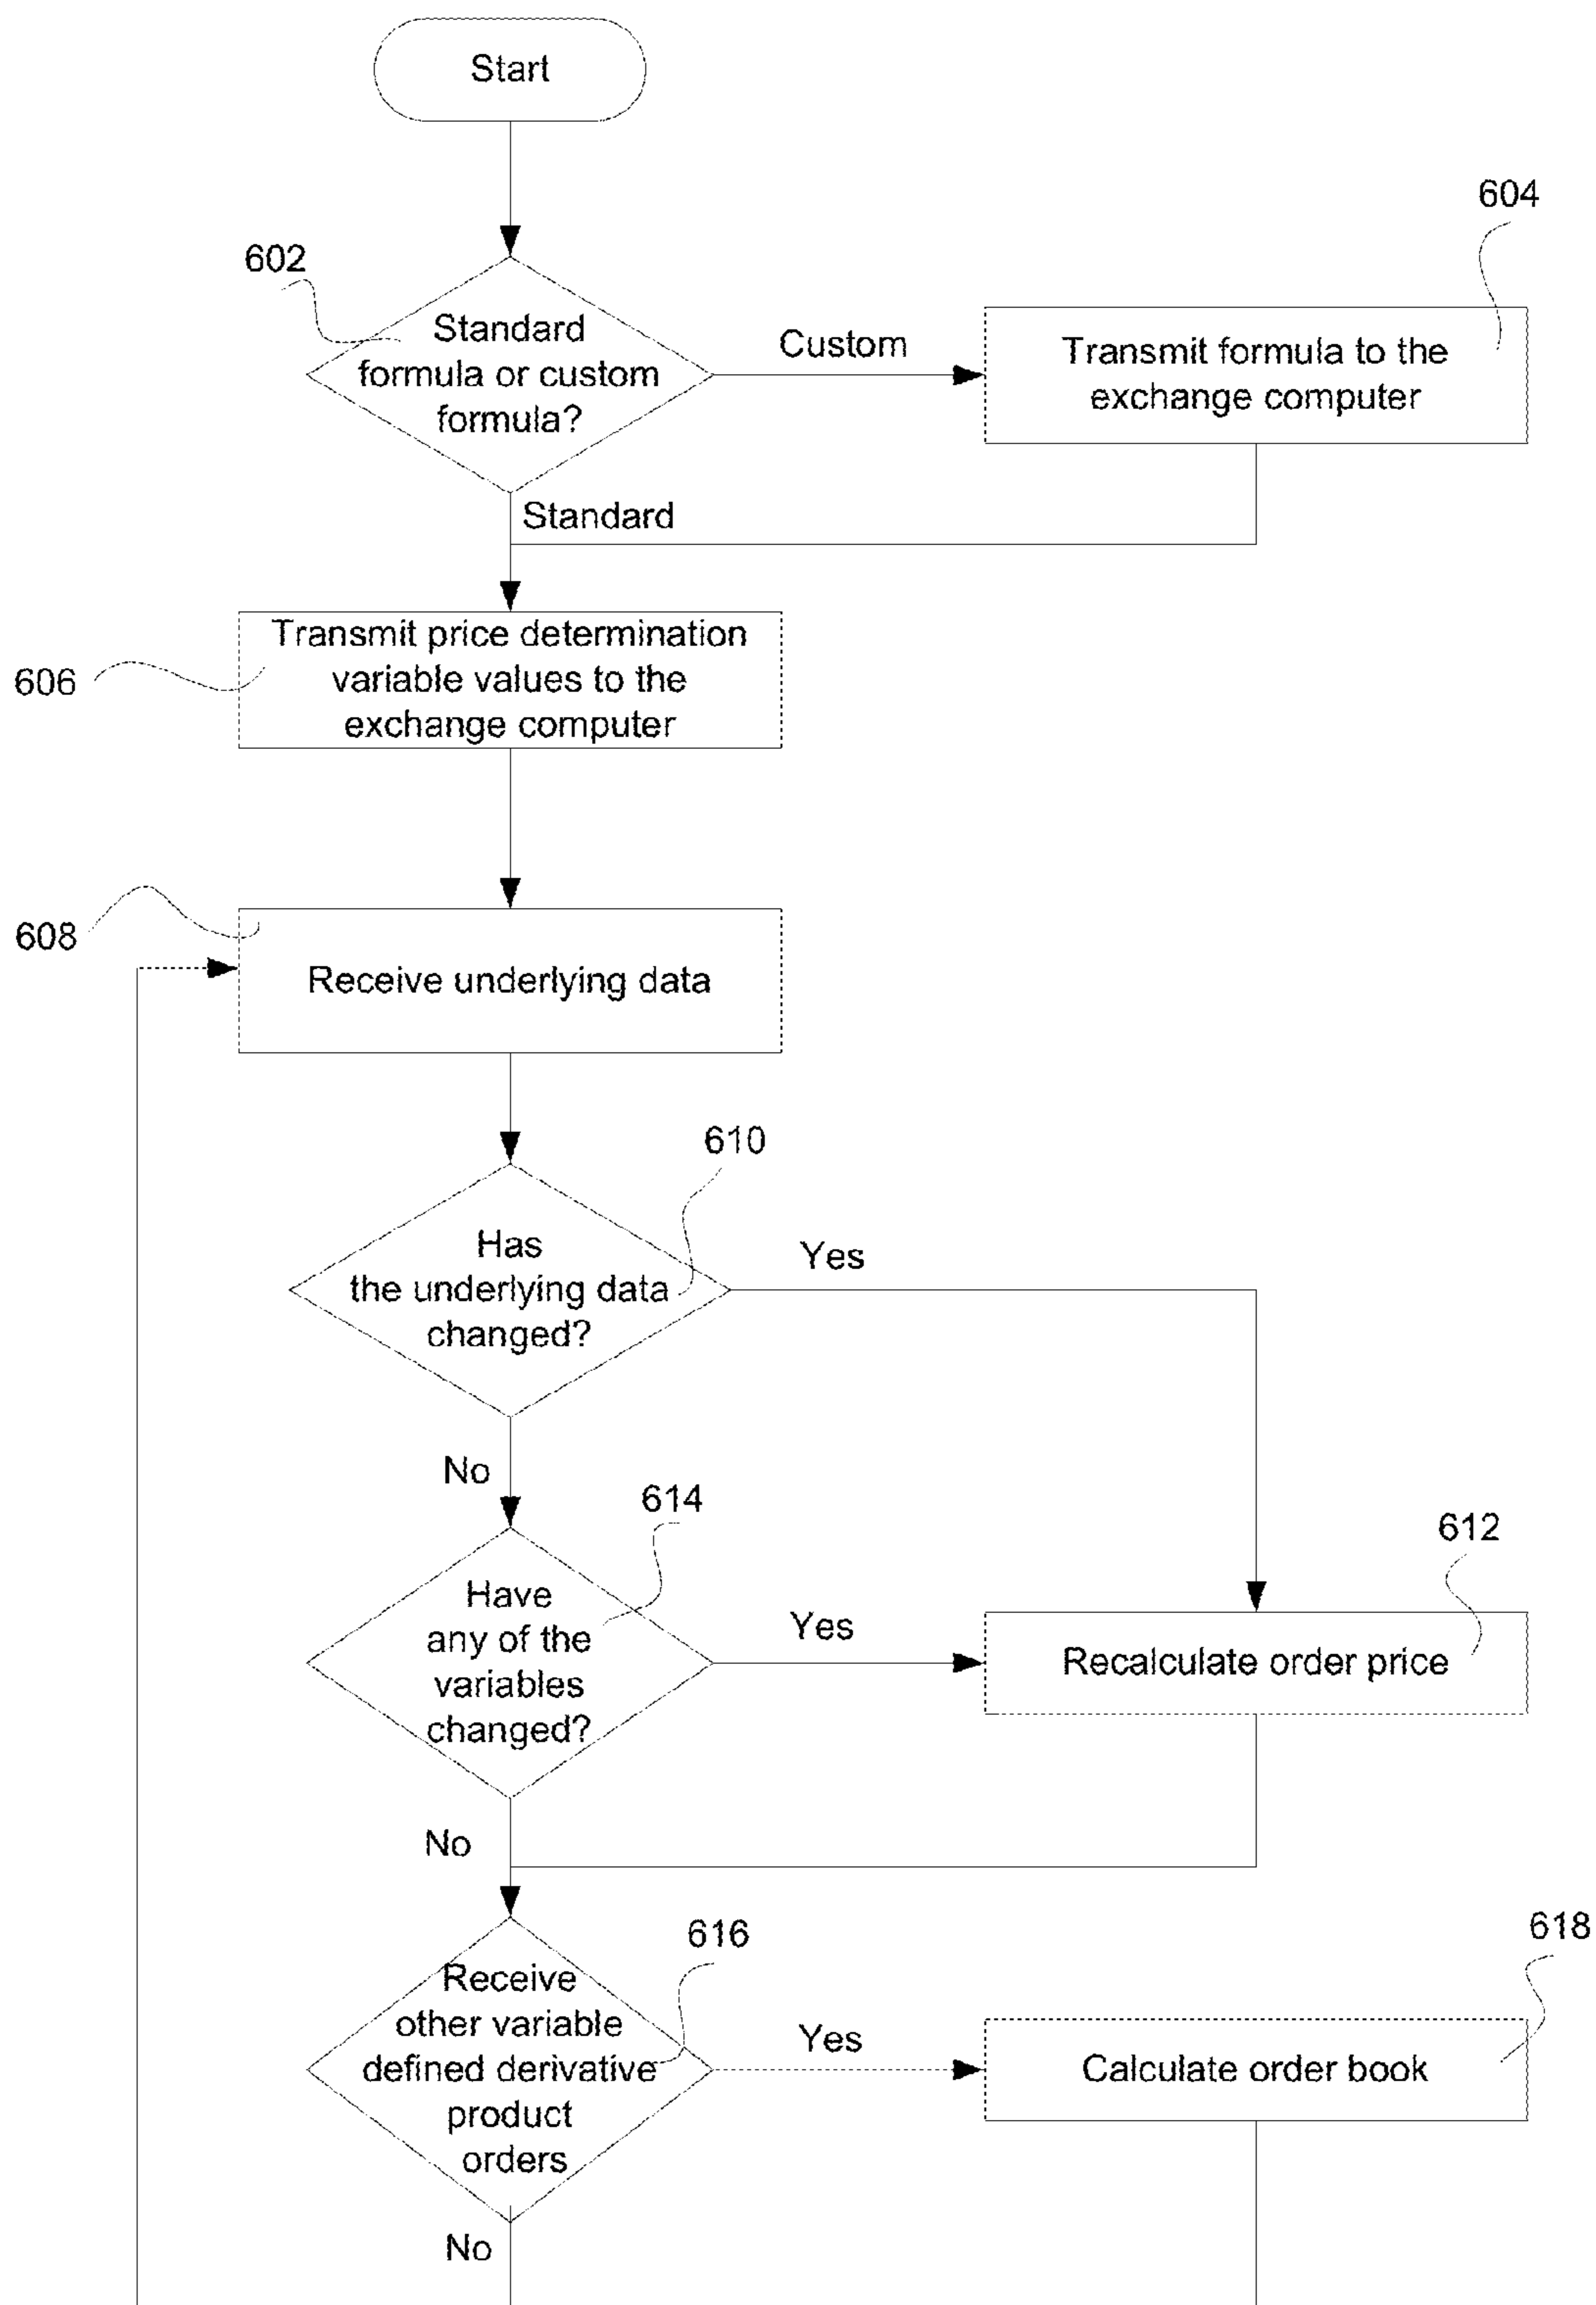 Start
604
602
Standard
formula or custom
formula?
Custom
Transmit formula to the
exchange computer
Standard
Transmit price determination
variable values to the
exchange computer
606
608
Receive underlying data
610
Has
the underlying data
changed?
Yes
No
614
612
Have
any of the
variables
changed?
Yes
Recalculate order price
No
616
618
Receive
other variable
defined derivative
product
orders
Yes
Calculate order book
No